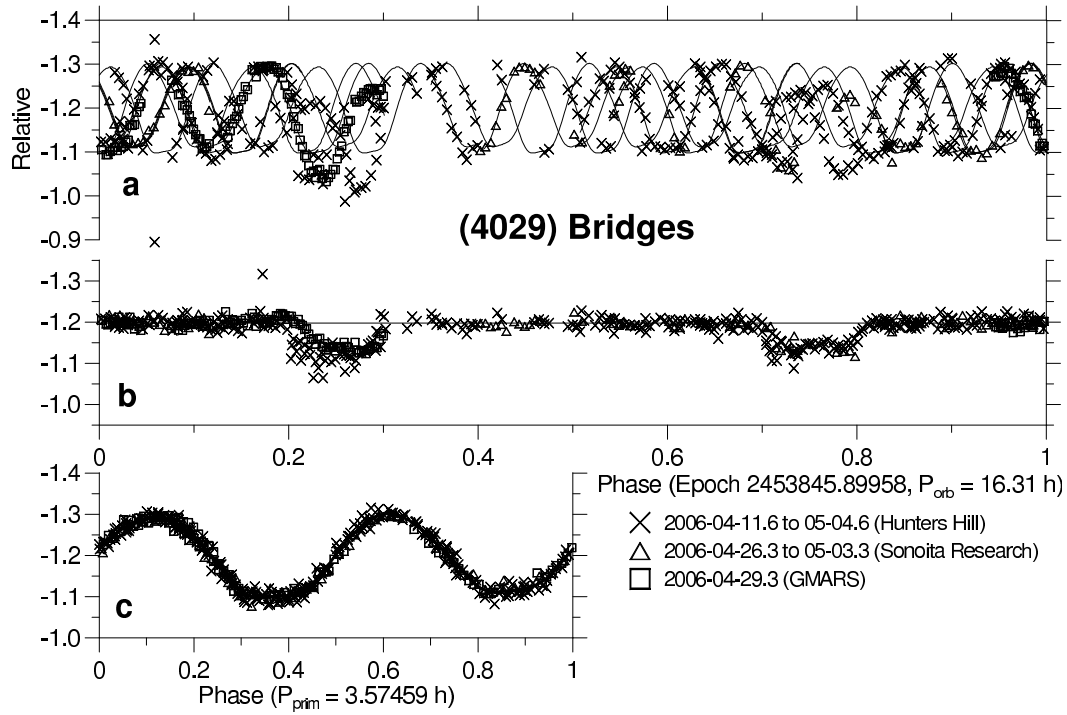 -1.4
-1.3
-1.2
-1.1
-1.0
-0.9
Relative
a
(4029) Bridges
-1.3
-1.2
-1.1
-1.0
b
0 0.2 0.4 0.6 0.8 1
Phase (Epoch 2453845.89958, Porb = 16.31 h)
2006-04-11.6 to 05-04.6 (Hunters Hill)
2006-04-26.3 to 05-03.3 (Sonoita Research)
2006-04-29.3 (GMARS)
-1.4
-1.3
-1.2
-1.1
-1.0
c
0 0.2 0.4 0.6 0.8 1
Phase (Pprim = 3.57459 h)